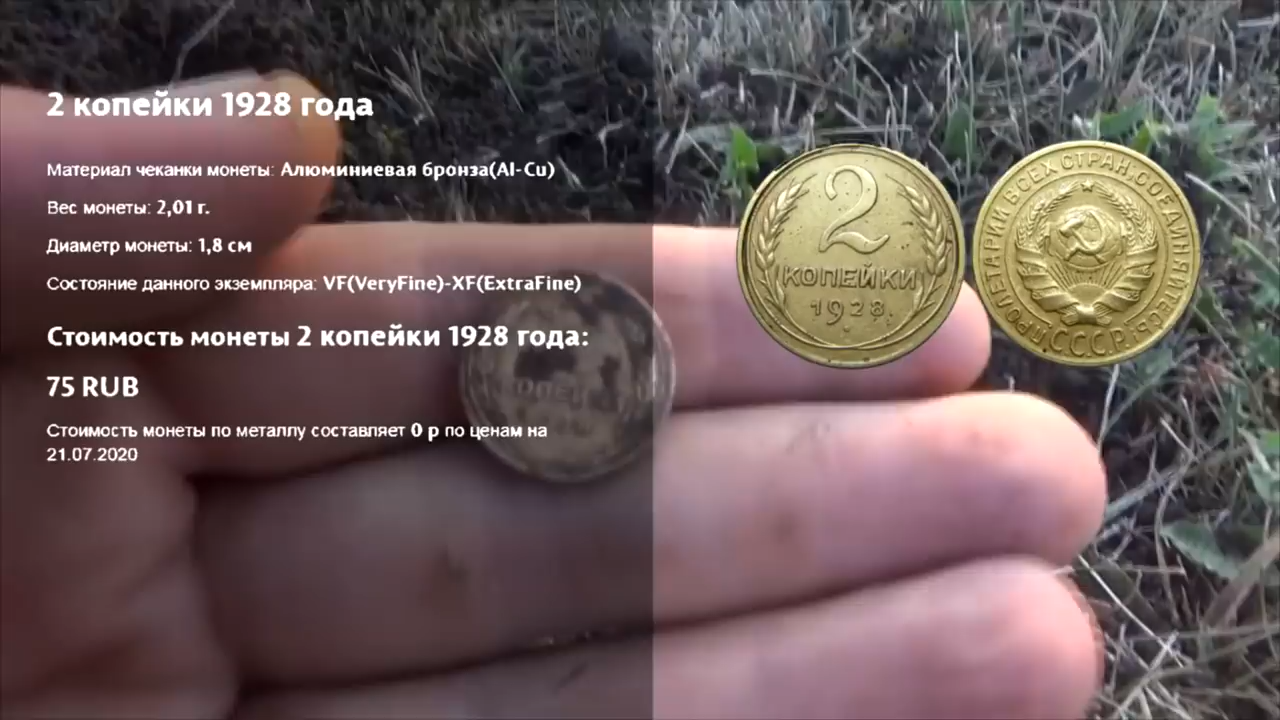 2 копейки 1928 года
Материал чеканки монеты: Алюминиевая бронза(Al-Cu)
Вес монеты: 2,01 г.
Диаметр монеты: 1,8 см
Состояние данного экземпляра: VF(VeryFine)-XF(ExtraFine)
Стоимость монеты 2 копейки 1928 года:
75 RUB
Стоимость монеты по металлу составляет 0 р по ценам на
21.07.2020
2
КОПЕЙКИ
1928.
ПРОЛЕТАРИИ ВСЕХ СТРАН, СОЕДИНЯЙТЕСЬ!
С.С.С.Р.